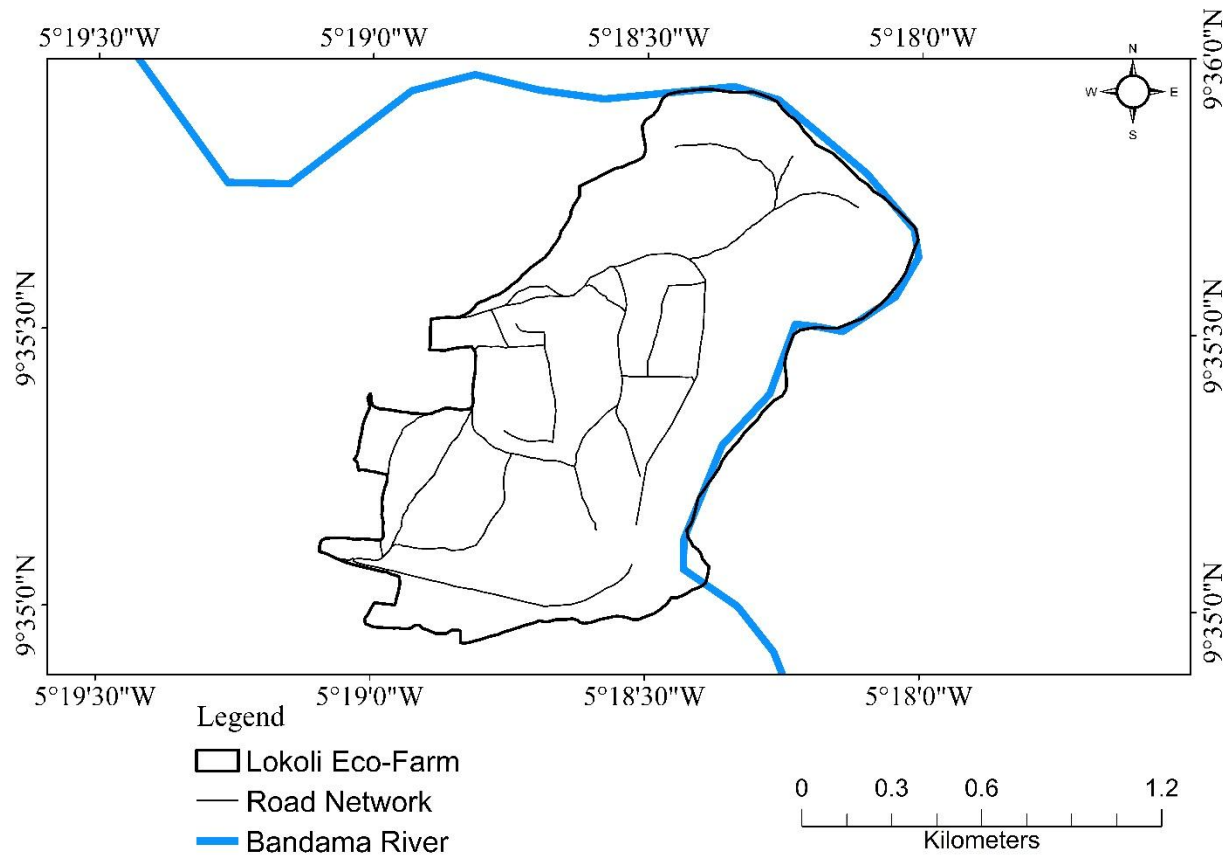 5°19'30"W 5°19'0"W 5°18'30"W 5°18'0"W
N
W E
S
9°36'0"N
9°35'30"N 9°35'30"N
9°35'0"N 9°35'0"N
5°19'30"W 5°19'0"W 5°18'30"W 5°18'0"W
Legend
Lokoli Eco-Farm
Road Network
Bandama River
0 0.3 0.6 1.2
Kilometers